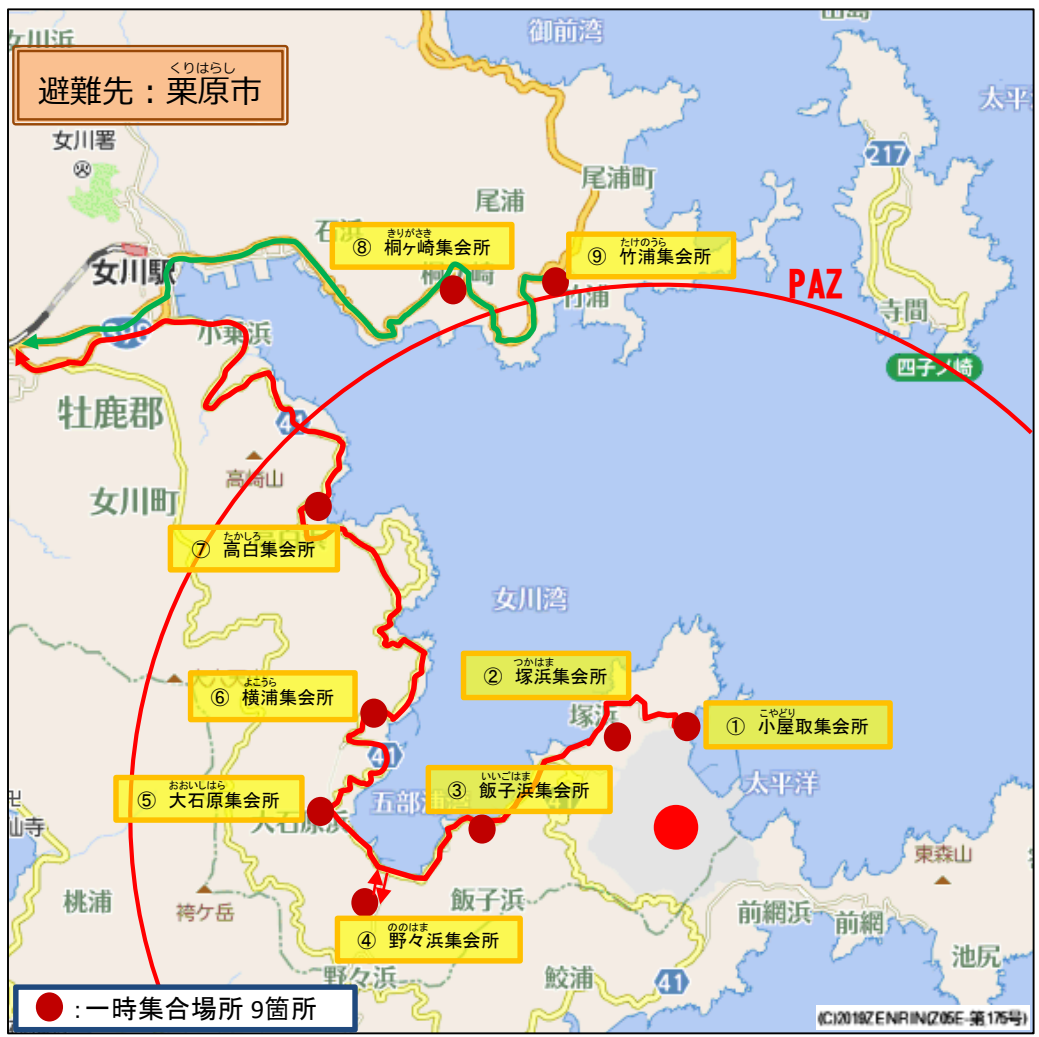 御前湾
女川浜
くりはらし
避難先：栗原市
太平
女川署
217
尾浦町
尾浦
石浜
きりがさき
⑧ 桐ヶ崎集会所
たけのうら
⑨ 竹浦集会所
女川駅
竹浦
PAZ
寺間
398
小乗浜
四子ノ崎
牡鹿郡
41
高崎山
女川町
たかしろ
⑦ 高白集会所
女川湾
つかはま
② 塚浜集会所
よこうら
⑥ 横浦集会所
塚浜
こやどり
① 小屋取集会所
41
太平洋
いいごはま
③ 飯子浜集会所
おおいしはら
⑤ 大石原集会所
五部浦湾
41
大石原浜
東森山
桃浦
袴ケ岳
飯子浜
前網浜
前網
ののはま
④ 野々浜集会所
池尻
野々浜
鮫浦
41
：一時集合場所 9箇所
(C)2019ZENRIN(Z05E-第175号)